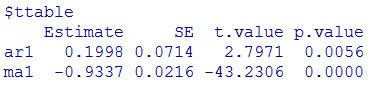 $ttable
    Estimate     SE  t.value p.value
ar1   0.1998 0.0714   2.7971  0.0056
ma1  -0.9337 0.0216 -43.2306  0.0000